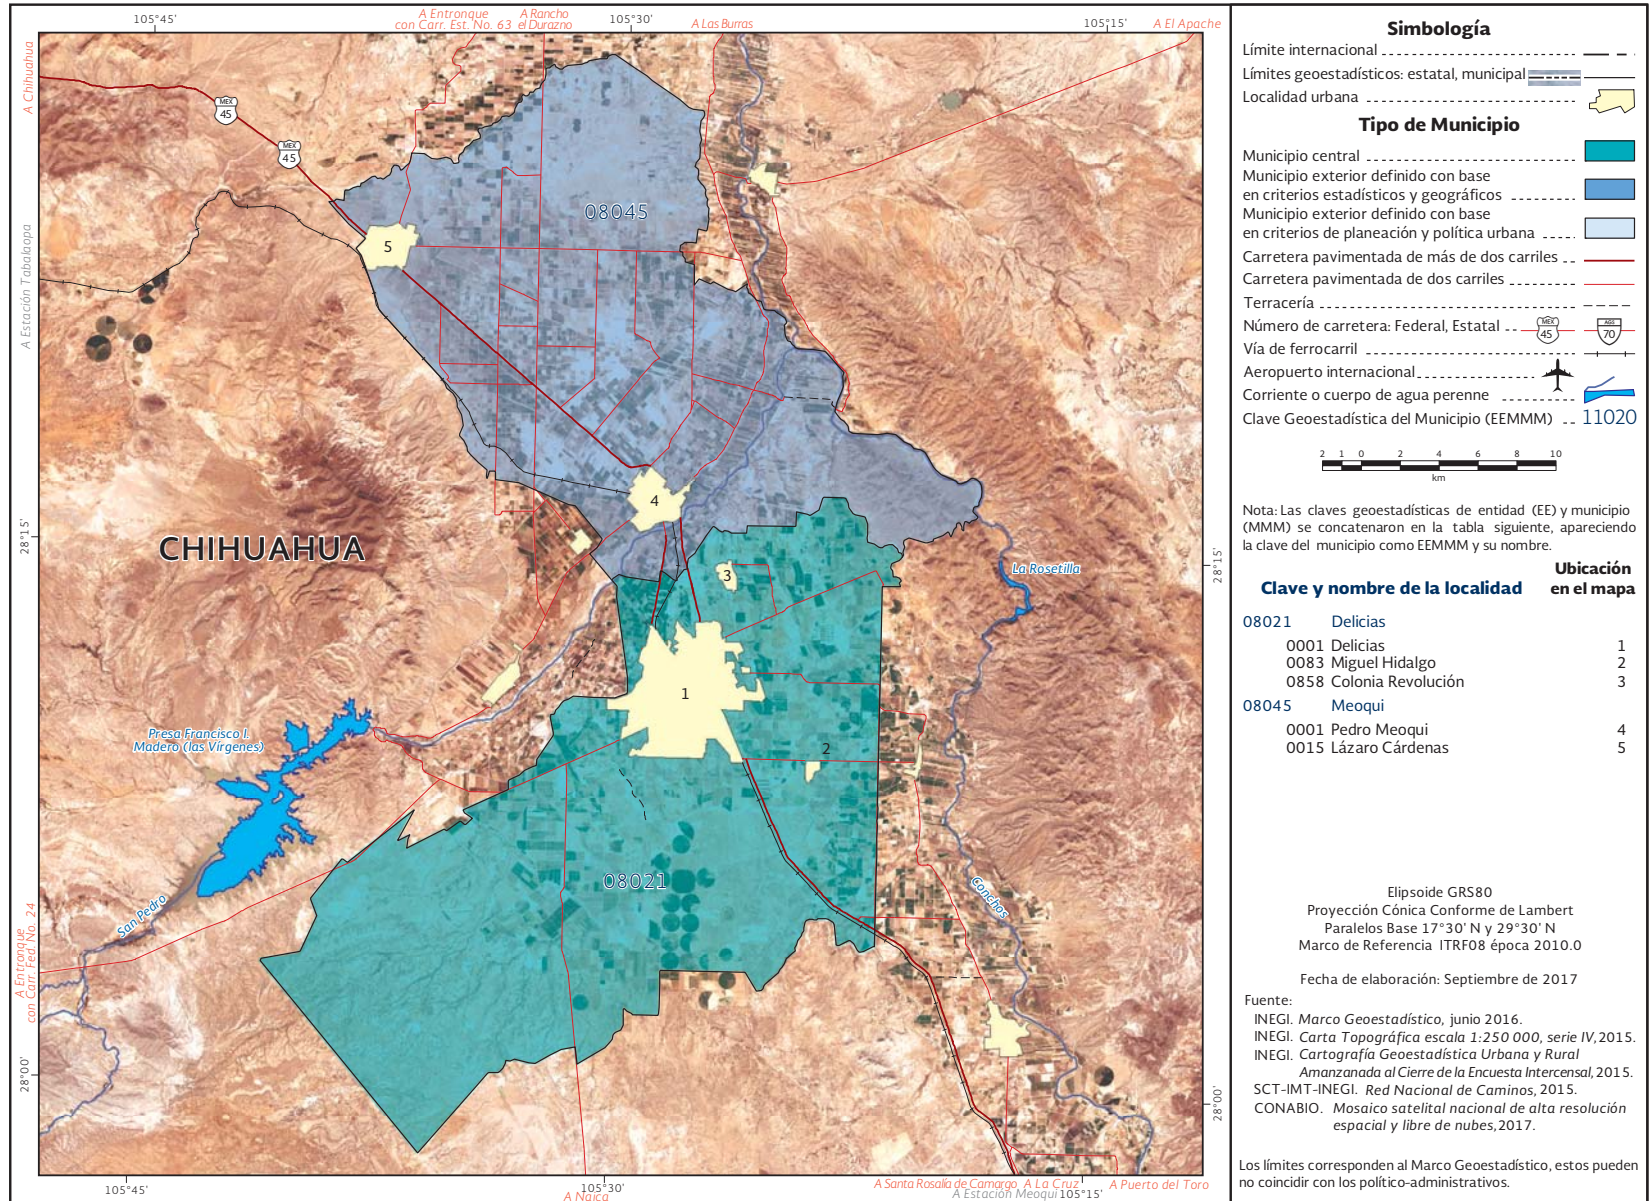 105°45'
A Entronque
con Carr. Est. No. 63
A Rancho
el Durazno
105°30'
A Las Burras
105°15'
A El Apache
A Chihuahua
A Estación Tabalaopa
28°15'
A Entronque
con Carr. Fed. No. 24
28°00'
MEX
45
MEX
45
08045
5
4
CHIHUAHUA
3
La Rosetilla
28°15'
1
2
Presa Francisco I.
Madero (las Vírgenes)
08021
San Pedro
Conchos
28°00'
105°45'
A Naica
105°30'
A Santa Rosalía de Camargo
A La Cruz
A Estación Meoqui
105°15'
A Puerto del Toro
Simbología
Límite internacional
Límites geoestadísticos: estatal, municipal
Localidad urbana
Tipo de Municipio
Municipio central
Municipio exterior definido con base
en criterios estadísticos y geográficos
Municipio exterior definido con base
en criterios de planeación y política urbana
Carretera pavimentada de más de dos carriles
Carretera pavimentada de dos carriles
Terracería
Número de carretera: Federal, Estatal MEX 45 AGS 70
Vía de ferrocarril
Aeropuerto internacional
Corriente o cuerpo de agua perenne
Clave Geoestadística del Municipio (EEMMM) 11020
2 1 0 2 4 6 8 10
km
Nota: Las claves geoestadísticas de entidad (EE) y municipio
(MMM) se concatenaron en la tabla siguiente, apareciendo
la clave del municipio como EEMMM y su nombre.
Clave y nombre de la localidad Ubicación
en el mapa
08021 Delicias
0001 Delicias 1
0083 Miguel Hidalgo 2
0858 Colonia Revolución 3
08045 Meoqui
0001 Pedro Meoqui 4
0015 Lázaro Cárdenas 5
Elipsoide GRS80
Proyección Cónica Conforme de Lambert
Paralelos Base 17°30' N y 29°30' N
Marco de Referencia ITRF08 época 2010.0
Fecha de elaboración: Septiembre de 2017
Fuente:
INEGI. Marco Geoestadístico, junio 2016.
INEGI. Carta Topográfica escala 1:250 000, serie IV, 2015.
INEGI. Cartografía Geoestadística Urbana y Rural
Amanzanada al Cierre de la Encuesta Intercensal, 2015.
SCT-IMT-INEGI. Red Nacional de Caminos, 2015.
CONABIO. Mosaico satelital nacional de alta resolución
espacial y libre de nubes, 2017.
Los límites corresponden al Marco Geoestadístico, estos pueden
no coincidir con los político-administrativos.